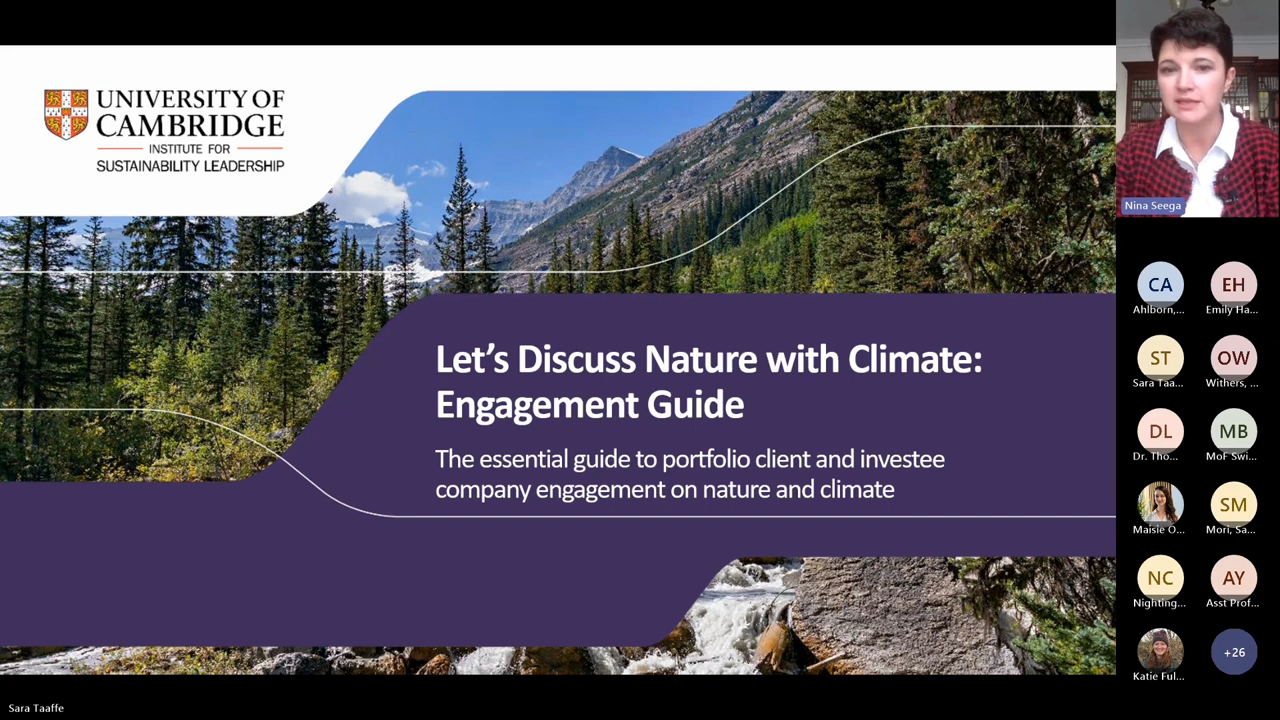 UNIVERSITY OF
CAMBRIDGE
INSTITUTE FOR
SUSTAINABILITY LEADERSHIP
Let's Discuss Nature with Climate:
Engagement Guide
The essential guide to portfolio client and investee
company engagement on nature and climate
Nina Seega
CA
Ahlborn,...
EH
Emily Ha...
ST
Sara Taa...
OW
Withers, ...
DL
Dr. Tho...
MB
MoF Swi...
Maisie O...
SM
Mori, Sa...
NC
Nighting...
AY
Asst Prof...
Katie Ful...
+26
Sara Taaffe